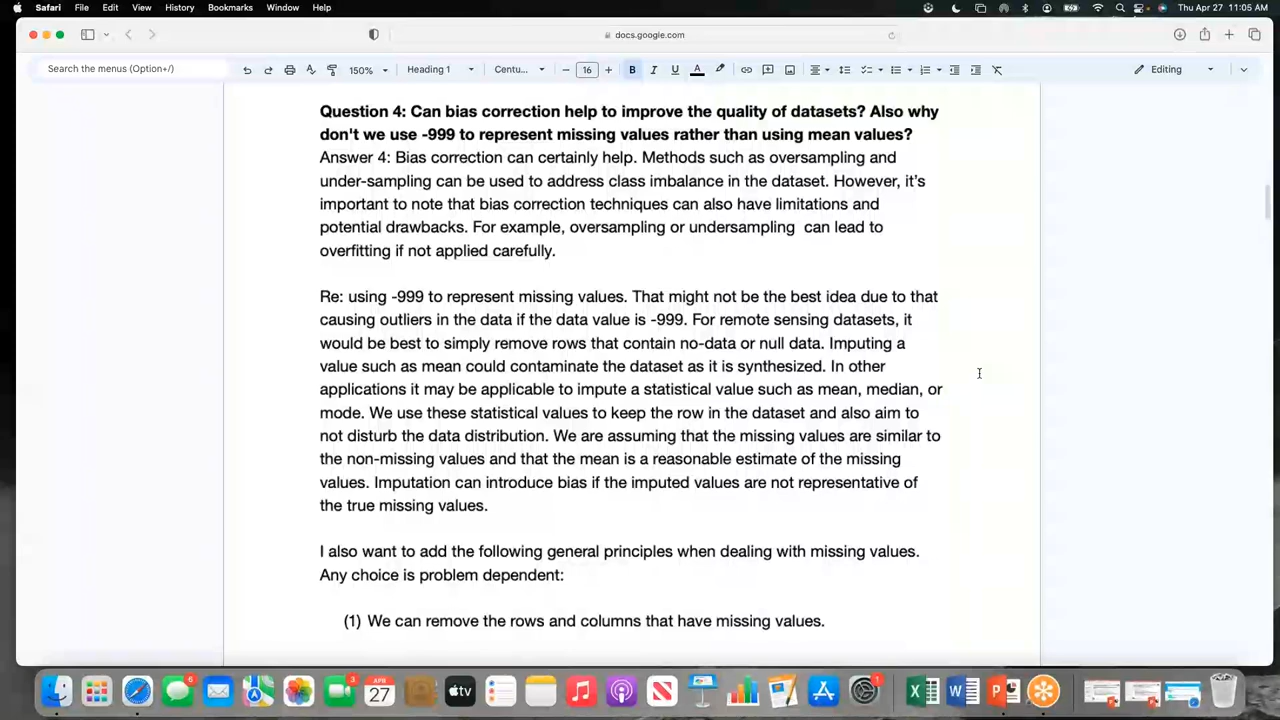 Safari File Edit View History Bookmarks Window Help Thu Apr 27 11:05 AM
docs.google.com
Search the menus (Option+/) 150% Heading 1 Centu... 16 B I U A Editing
Question 4: Can bias correction help to improve the quality of datasets? Also why
don't we use -999 to represent missing values rather than using mean values?
Answer 4: Bias correction can certainly help. Methods such as oversampling and
under-sampling can be used to address class imbalance in the dataset. However, it's
important to note that bias correction techniques can also have limitations and
potential drawbacks. For example, oversampling or undersampling  can lead to
overfitting if not applied carefully.
Re: using -999 to represent missing values. That might not be the best idea due to that
causing outliers in the data if the data value is -999. For remote sensing datasets, it
would be best to simply remove rows that contain no-data or null data. Imputing a
value such as mean could contaminate the dataset as it is synthesized. In other
applications it may be applicable to impute a statistical value such as mean, median, or
mode. We use these statistical values to keep the row in the dataset and also aim to
not disturb the data distribution. We are assuming that the missing values are similar to
the non-missing values and that the mean is a reasonable estimate of the missing
values. Imputation can introduce bias if the imputed values are not representative of
the true missing values.
I also want to add the following general principles when dealing with missing values.
Any choice is problem dependent:
(1) We can remove the rows and columns that have missing values.
6
3
APR
27
tv
1